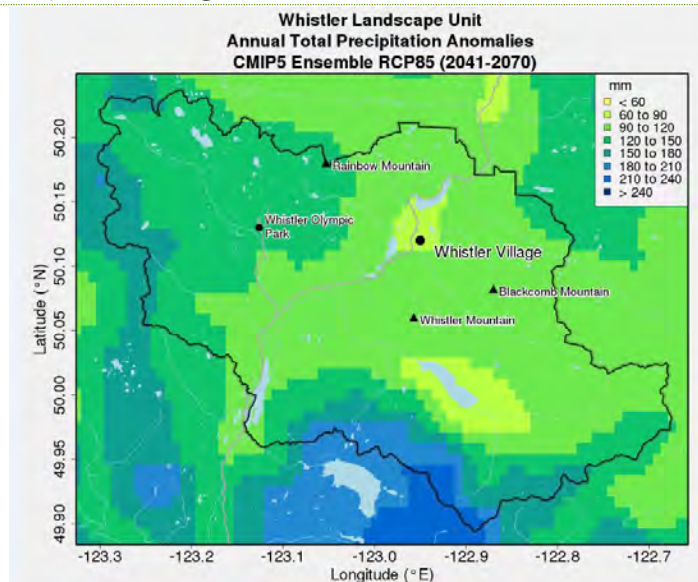 Whistler Landscape Unit
Annual Total Precipitation Anomalies
CMIP5 Ensemble RCP85 (2041-2070)
mm
< 60
60 to 90
90 to 120
120 to 150
150 to 180
180 to 210
210 to 240
> 240
50.20
50.15
50.10
50.05
50.00
49.95
49.90
Latitude (°N)
Rainbow Mountain
Whistler Olympic
Park
Whistler Village
Blackcomb Mountain
Whistler Mountain
-123.3
-123.2
-123.1
-123.0
-122.9
-122.8
-122.7
Longitude (°E)